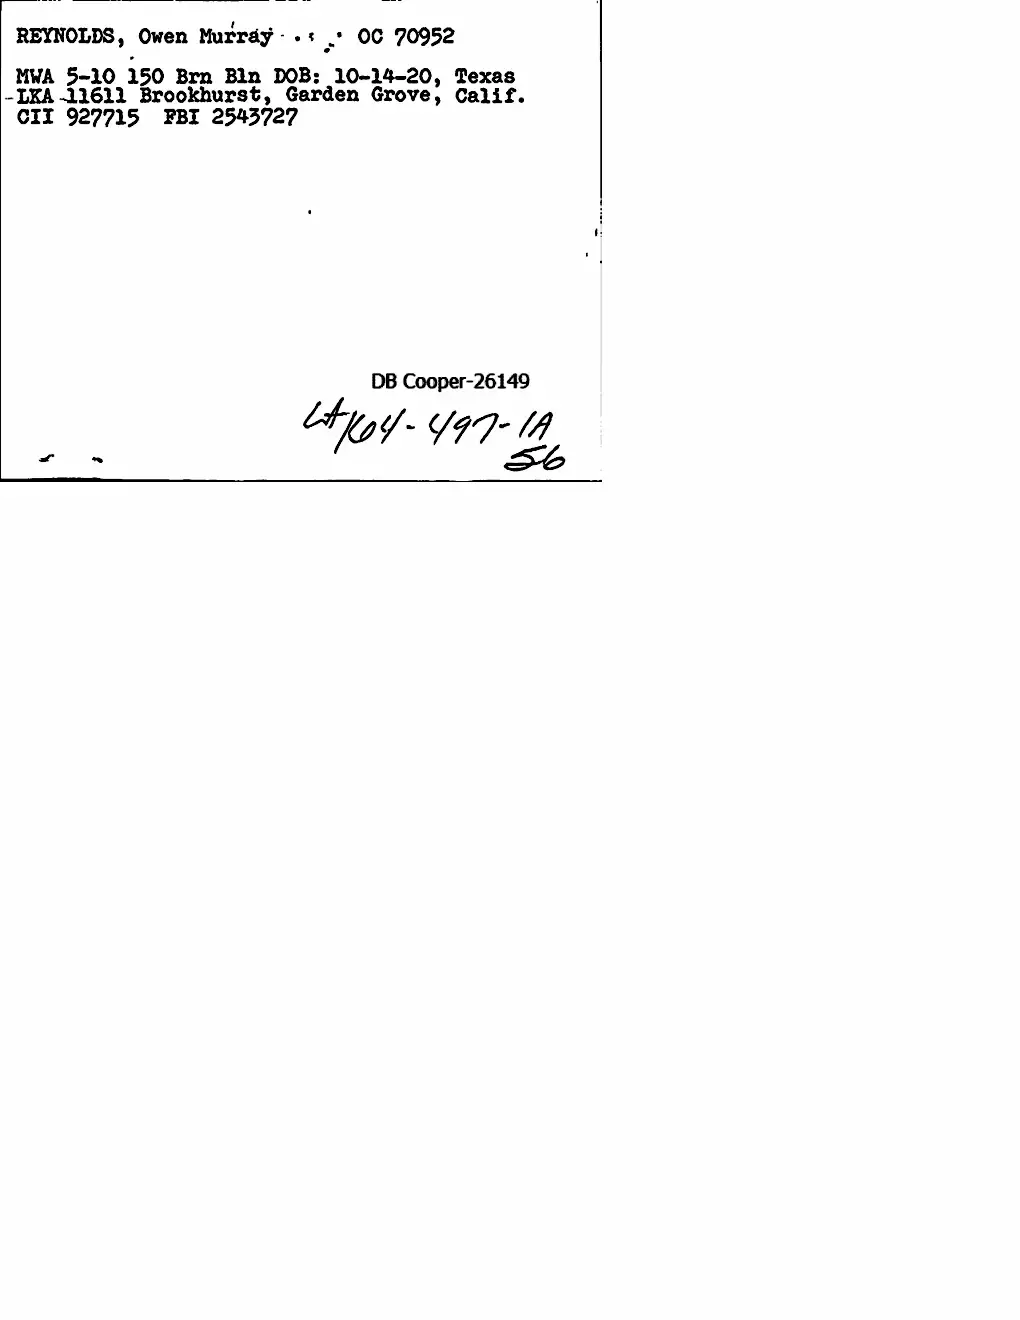 REYNOLDS, Owen Murray OC 70952
MWA 5-10 150 Brn Bln DOB: 10-14-20, Texas
LKA 11611 Brookhurst, Garden Grove, Calif.
CII 927715 FBI 2543727
DB Cooper-26149
LA 164-497-1A
56